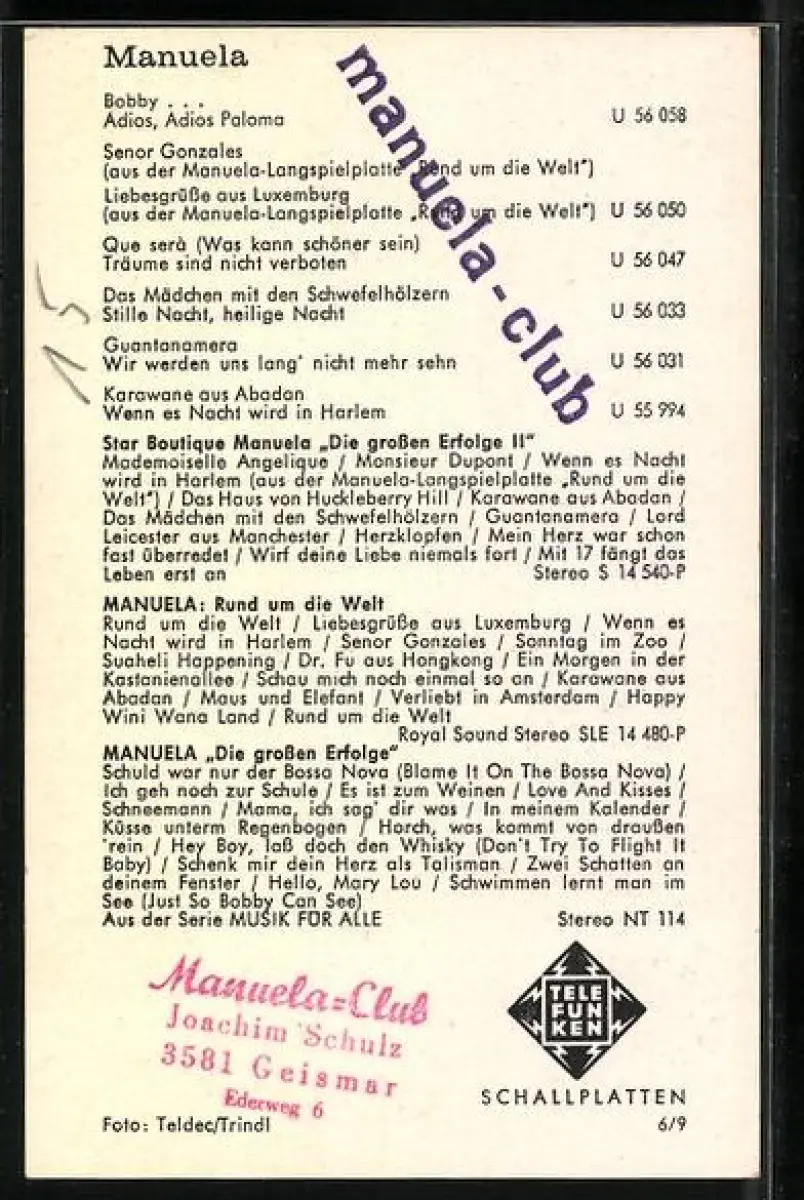 Manuela
Bobby . . .
Adios, Adios Paloma U 56 058
Senor Gonzales
(aus der Manuela-Langspielplatte „Rund um die Welt")
Liebesgrüße aus Luxemburg
(aus der Manuela-Langspielplatte „Rund um die Welt") U 56 050
Que serà (Was kann schöner sein)
Träume sind nicht verboten U 56 047
Das Mädchen mit den Schwefelhölzern
Stille Nacht, heilige Nacht U 56 033
Guantanamera
Wir werden uns lang' nicht mehr sehn U 56 031
Karawane aus Abadan
Wenn es Nacht wird in Harlem U 55 994
manuela-club
15
Star Boutique Manuela „Die großen Erfolge II"
Mademoiselle Angelique / Monsieur Dupont / Wenn es Nacht
wird in Harlem (aus der Manuela-Langspielplatte „Rund um die
Welt") / Das Haus von Huckleberry Hill / Karawane aus Abadan /
Das Mädchen mit den Schwefelhölzern / Guantanamera / Lord
Leicester aus Manchester / Herzklopfen / Mein Herz war schon
fast überredet / Wirf deine Liebe niemals fort / Mit 17 fängt das
Leben erst an Stereo S 14 540-P
MANUELA: Rund um die Welt
Rund um die Welt / Liebesgrüße aus Luxemburg / Wenn es
Nacht wird in Harlem / Senor Gonzales / Sonntag im Zoo /
Suaheli Happening / Dr. Fu aus Hongkong / Ein Morgen in der
Kastanienallee / Schau mich noch einmal so an / Karawane aus
Abadan / Maus und Elefant / Verliebt in Amsterdam / Happy
Wini Wana Land / Rund um die Welt
Royal Sound Stereo SLE 14 480-P
MANUELA „Die großen Erfolge"
Schuld war nur der Bossa Nova (Blame It On The Bossa Nova) /
Ich geh noch zur Schule / Es ist zum Weinen / Love And Kisses /
Schneemann / Mama, ich sag' dir was / In meinem Kalender /
Küsse unterm Regenbogen / Horch, was kommt von draußen
'rein / Hey Boy, laß doch den Whisky (Don't Try To Flight It
Baby) / Schenk mir dein Herz als Talisman / Zwei Schatten an
deinem Fenster / Hello, Mary Lou / Schwimmen lernt man im
See (Just So Bobby Can See)
Aus der Serie MUSIK FÜR ALLE Stereo NT 114
Manuela=Club
Joachim Schulz
3581 Geismar
Ederweg 6
TELE
FUN
KEN
SCHALLPLATTEN
Foto: Teldec/Trindl 6/9